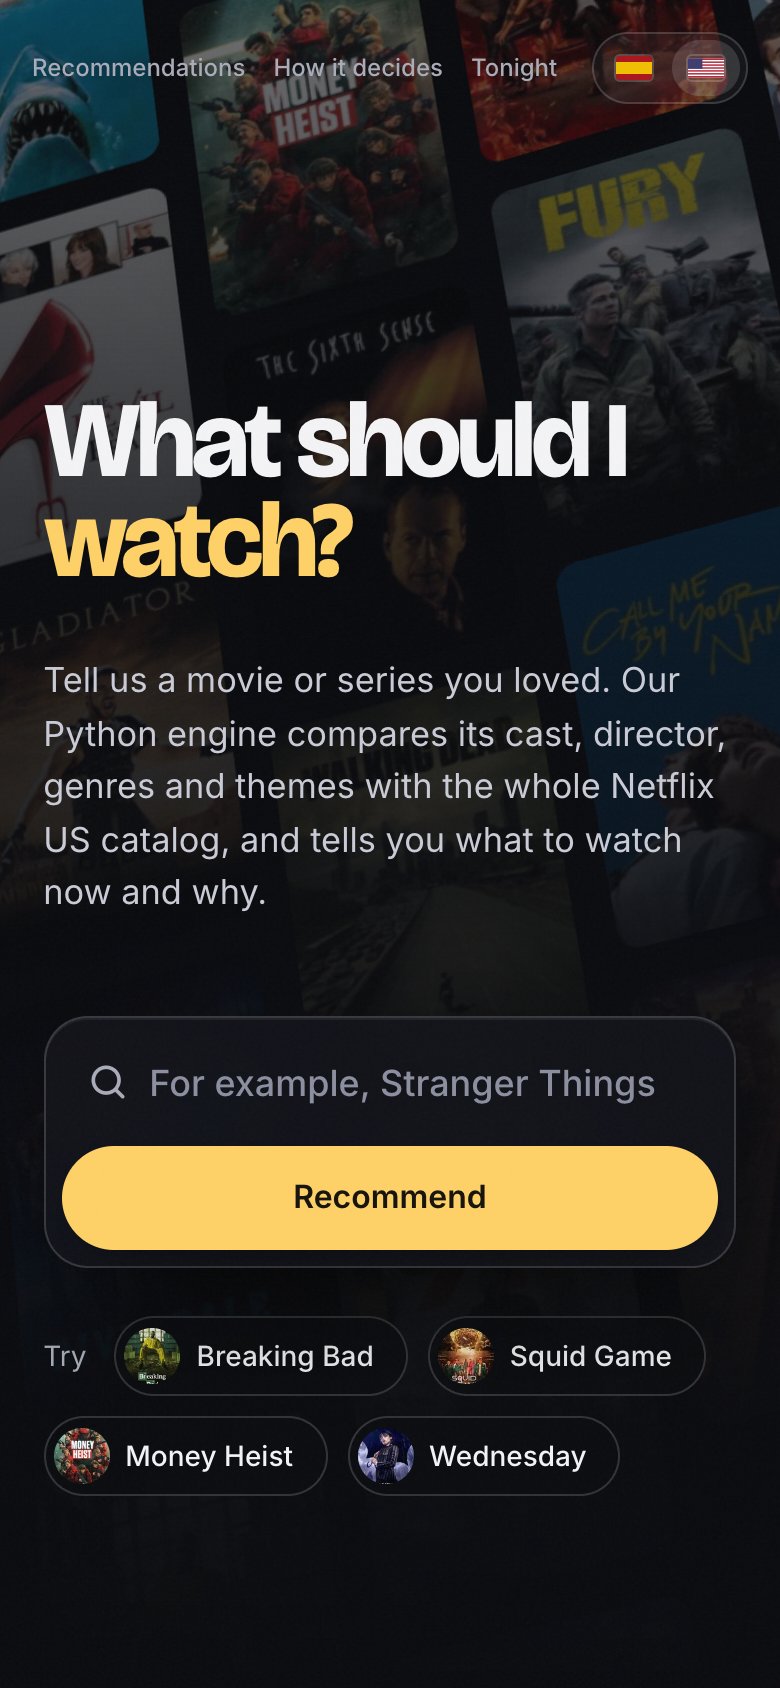 Recommendations How it decides Tonight
MONEY
HEIST
FURY
THE SIXTH SENSE
What should I
watch?
GLADIATOR
CALL ME
BY YOUR
NAM
Tell us a movie or series you loved. Our
Python engine compares its cast, director,
genres and themes with the whole Netflix
US catalog, and tells you what to watch
now and why.
For example, Stranger Things
Recommend
Try Breaking Bad Squid Game
Money Heist Wednesday